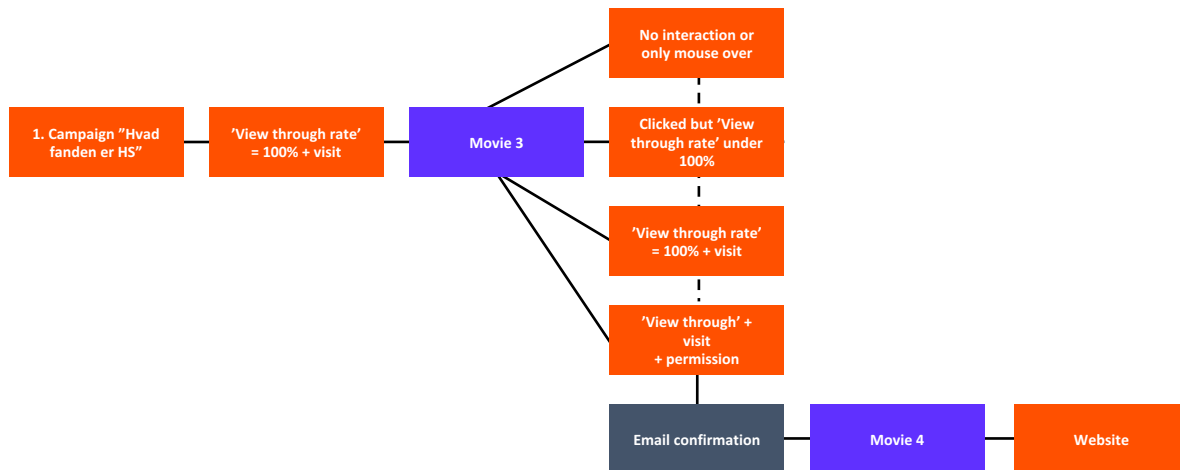 No interaction or
only mouse over
1. Campaign ”Hvad
fanden er HS”
’View through rate’
= 100% + visit
Movie 3
Clicked but ’View
through rate’ under
100%
’View through rate’
= 100% + visit
’View through’ +
visit
+ permission
Email confirmation
Movie 4
Website